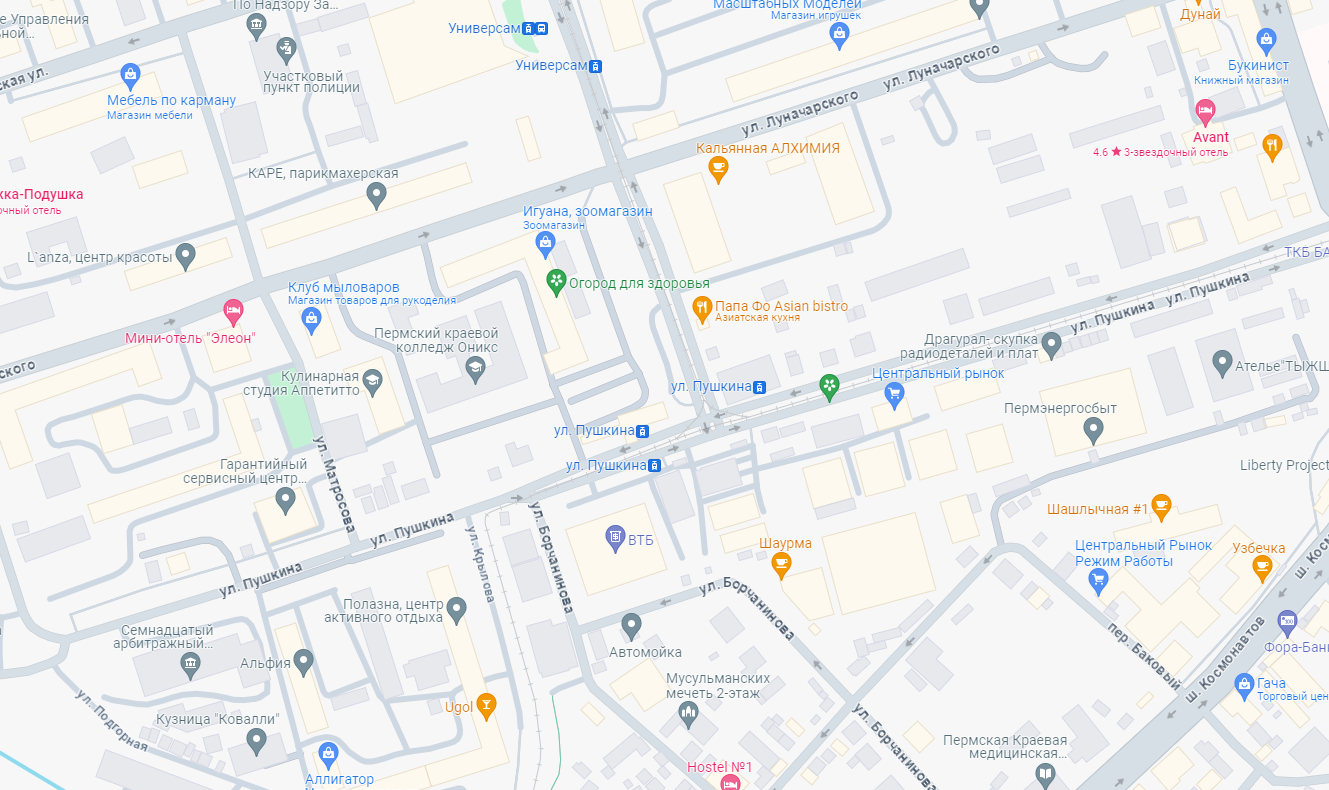 По Надзору За...
е Управления
ьной...
Участковый
пункт полиции
Мебель по карману
Магазин мебели
ская ул.
Универсам
Универсам
Масштабных Моделей
Магазин игрушек
Дунай
Букинист
Книжный магазин
ул. Луначарского
ул. Луначарского
Avant
4.6 ★ 3-звездочный отель
Кальянная АЛХИМИЯ
КАРЕ, парикмахерская
жка-Подушка
очный отель
Игуана, зоомагазин
Зоомагазин
L`anza, центр красоты
ТКБ БА
Клуб мыловаров
Магазин товаров для рукоделия
Огород для здоровья
ул. Пушкина
ул. Пушкина
Папа Фо Asian bistro
Азиатская кухня
Мини-отель "Элеон"
Пермский краевой
колледж Оникс
Драгурал- скупка
радиодеталей и плат
ского
Кулинарная
студия Аппетитто
ул. Пушкина
Центральный рынок
Ателье"ТЫЖШ
Пермэнергосбыт
ул. Пушкина
ул. Матросова
Гарантийный
сервисный центр...
ул. Пушкина
Liberty Project
ул. Пушкина
ул. Борчанинова
ул. Крылова
Шашлычная #1
ВТБ
Шаурма
Центральный Рынок
Режим Работы
Узбечка
ш. Косм
ул. Пушкина
ул. Борчанинова
Полазна, центр
активного отдыха
Семнадцатый
арбитражный...
Автомойка
пер. Баковый
ш. Космонавтов
Фора-Бан
Альфия
Мусульманских
мечеть 2-этаж
Гача
Торговый цен
ул. Подгорная
Кузница "Ковалли"
Ugol
ул. Борчанинова
Пермская Краевая
медицинская...
Аллигатор
Hostel №1